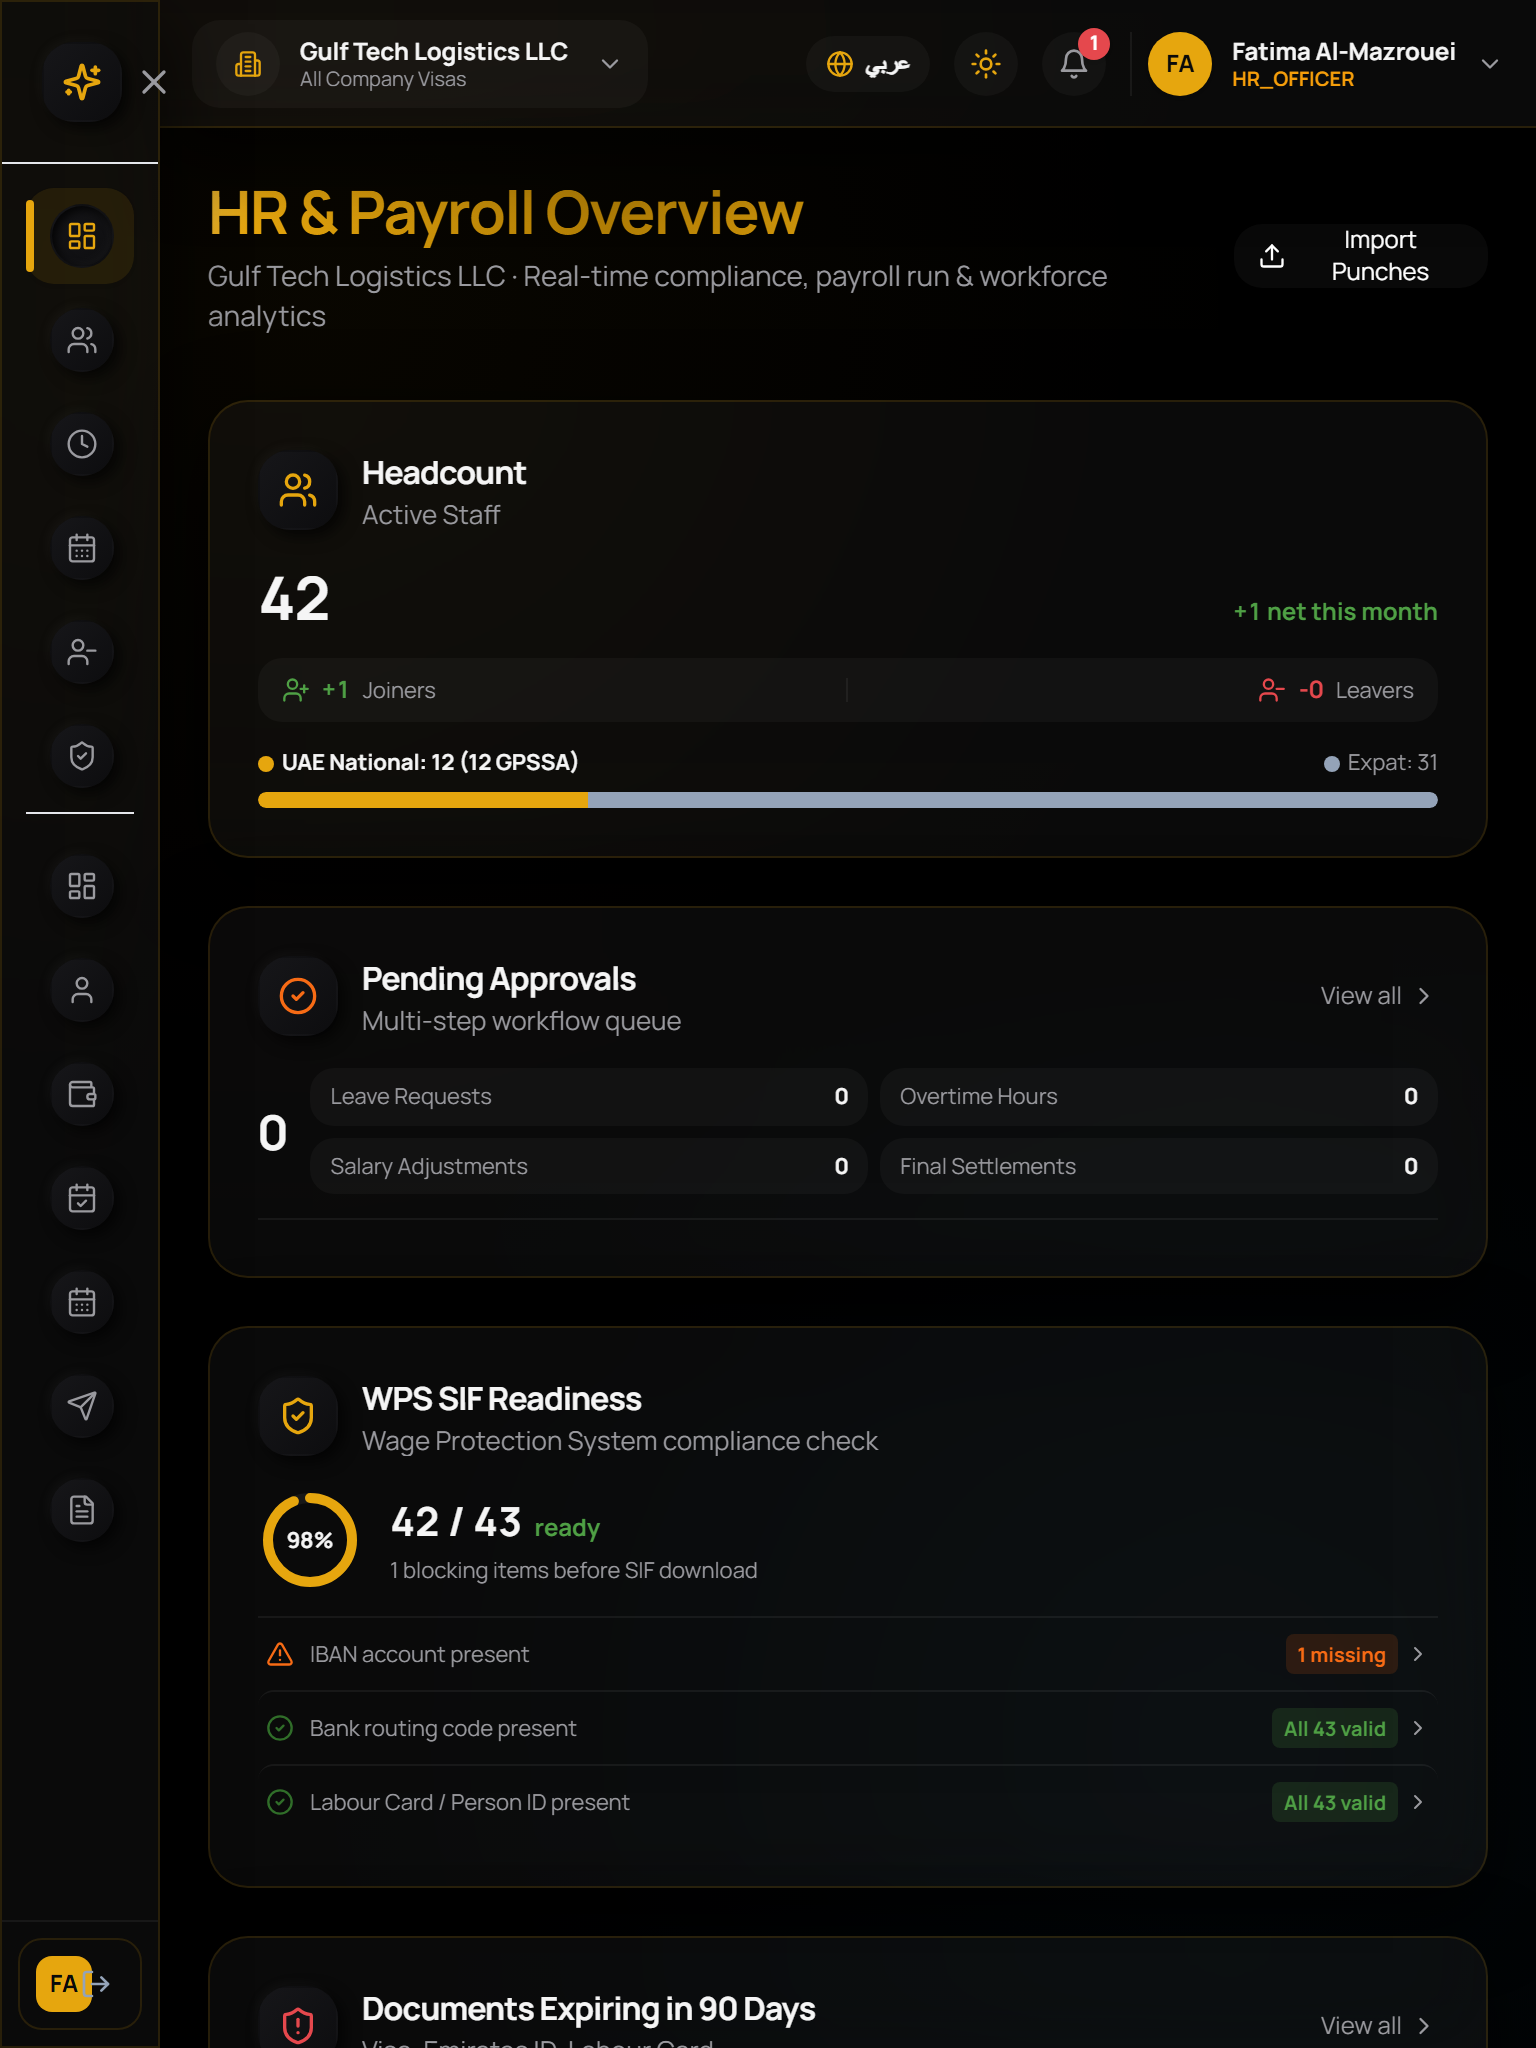 Gulf Tech Logistics LLC
All Company Visas
عربي
1
FA
Fatima Al-Mazrouei
HR_OFFICER
HR & Payroll Overview
Gulf Tech Logistics LLC · Real-time compliance, payroll run & workforce
analytics
Import
Punches
Headcount
Active Staff
42
+1 net this month
+1 Joiners
-0 Leavers
UAE National: 12 (12 GPSSA)
Expat: 31
Pending Approvals
Multi-step workflow queue
View all
0
Leave Requests 0
Overtime Hours 0
Salary Adjustments 0
Final Settlements 0
WPS SIF Readiness
Wage Protection System compliance check
98%
42 / 43 ready
1 blocking items before SIF download
IBAN account present
1 missing
Bank routing code present
All 43 valid
Labour Card / Person ID present
All 43 valid
FA
Documents Expiring in 90 Days
View all
Visa, Emirates ID, Labour Card